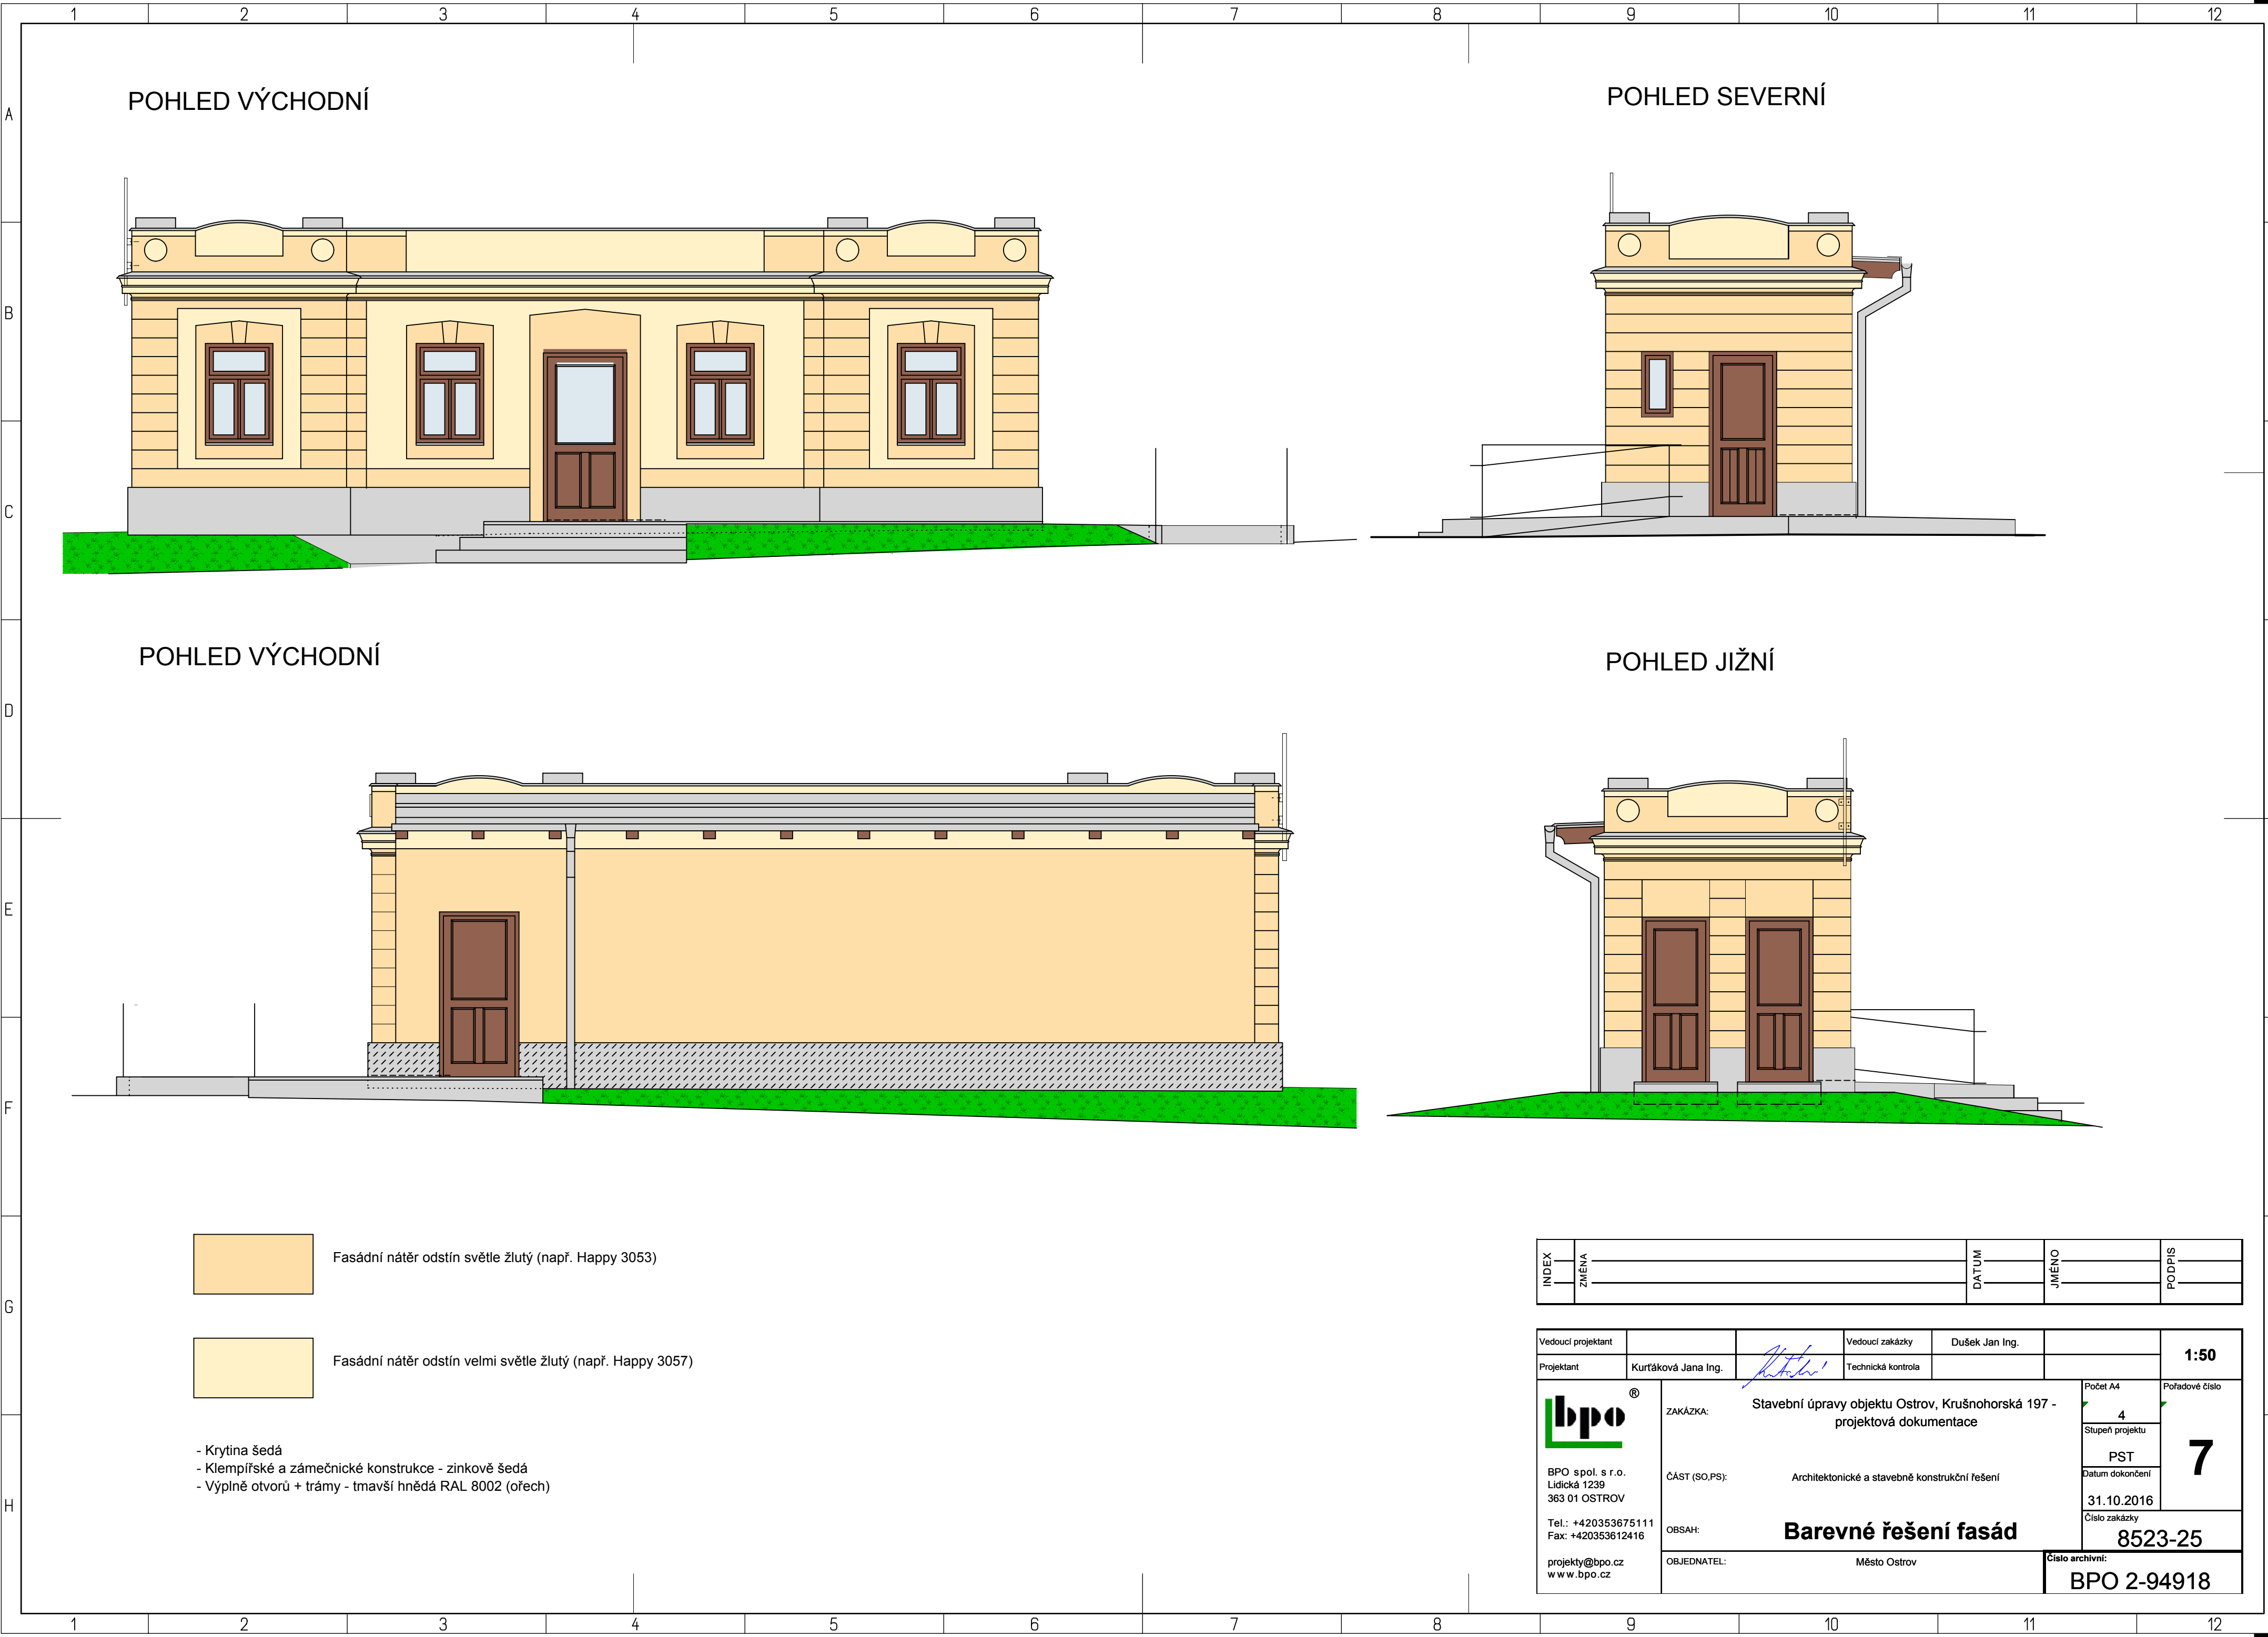 1 2 3 4 5 6 7 8 9 10 11 12
A
B
C
D
E
F
G
H
POHLED VÝCHODNÍ
POHLED SEVERNÍ
POHLED VÝCHODNÍ
POHLED JIŽNÍ
Fasádní nátěr odstín světle žlutý (např. Happy 3053)
Fasádní nátěr odstín velmi světle žlutý (např. Happy 3057)
- Krytina šedá
- Klempířské a zámečnické konstrukce - zinkově šedá
- Výplně otvorů + trámy - tmavší hnědá RAL 8002 (ořech)
INDEX
ZMĚNA
DATUM
JMÉNO
PODPIS
Vedoucí projektant
Vedoucí zakázky
Dušek Jan Ing.
1:50
Projektant
Kurťáková Jana Ing.
Technická kontrola
bpo ®
BPO spol. s r.o.
Lidická 1239
363 01 OSTROV
Tel.: +420353675111
Fax: +420353612416
projekty@bpo.cz
www.bpo.cz
ZAKÁZKA:
Stavební úpravy objektu Ostrov, Krušnohorská 197 -
projektová dokumentace
ČÁST (SO,PS):
Architektonické a stavebně konstrukční řešení
OBSAH:
Barevné řešení fasád
OBJEDNATEL:
Město Ostrov
Počet A4
4
Stupeň projektu
PST
Datum dokončení
31.10.2016
Pořadové číslo
7
Číslo zakázky
8523-25
Číslo archivní:
BPO 2-94918
1 2 3 4 5 6 7 8 9 10 11 12